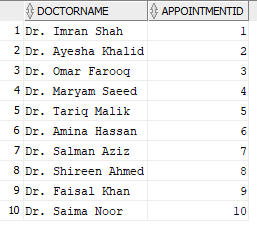 DOCTORNAME APPOINTMENTID
1 Dr. Imran Shah 1
2 Dr. Ayesha Khalid 2
3 Dr. Omar Farooq 3
4 Dr. Maryam Saeed 4
5 Dr. Tariq Malik 5
6 Dr. Amina Hassan 6
7 Dr. Salman Aziz 7
8 Dr. Shireen Ahmed 8
9 Dr. Faisal Khan 9
10 Dr. Saima Noor 10